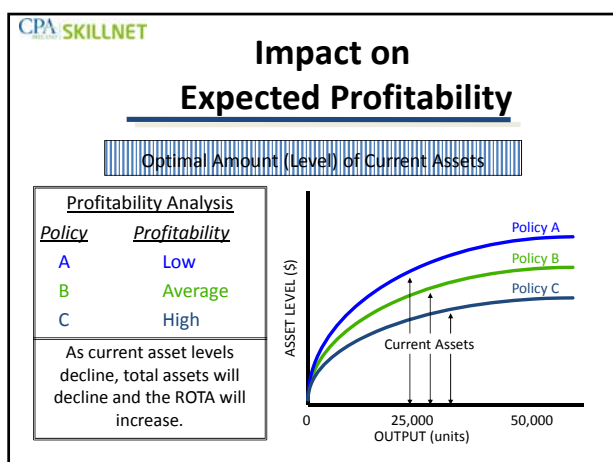 CPA SKILLNET
IRELAND
Impact on
Expected Profitability
Optimal Amount (Level) of Current Assets
Profitability Analysis
Policy Profitability
A Low
B Average
C High
As current asset levels
decline, total assets will
decline and the ROTA will
increase.
ASSET LEVEL ($)
Policy A
Policy B
Policy C
Current Assets
0 25,000 50,000
OUTPUT (units)